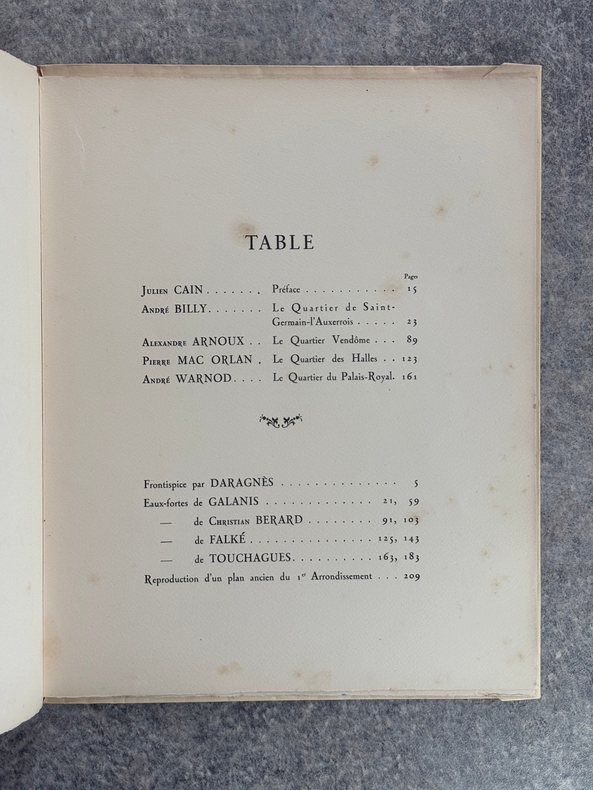 TABLE
Pages
Julien CAIN . . . . . . . Préface . . . . . . . . . . . 15
André BILLY. . . . . . . Le Quartier de Saint-
Germain-l'Auxerrois . . . . . 23
Alexandre ARNOUX . . Le Quartier Vendôme . . . 89
Pierre MAC ORLAN . Le Quartier des Halles . . 123
André WARNOD. . . . Le Quartier du Palais-Royal. 161
Frontispice par DARAGNÈS . . . . . . . . . . . . . . 5
Eaux-fortes de GALANIS . . . . . . . . . . . . . 21, 59
— de Christian BERARD . . . . . . . . 91, 103
— de FALKÉ . . . . . . . . . . . . . . . 125, 143
— de TOUCHAGUES. . . . . . . . . . 163, 183
Reproduction d'un plan ancien du 1er Arrondissement . . . 209